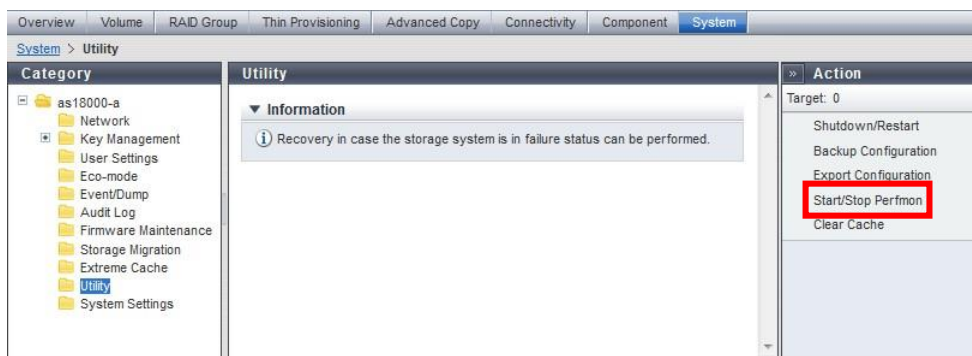 Overview Volume RAID Group Thin Provisioning Advanced Copy Connectivity Component System
System > Utility
Category
as18000-a
Network
Key Management
User Settings
Eco-mode
Event/Dump
Audit Log
Firmware Maintenance
Storage Migration
Extreme Cache
Utility
System Settings
Utility
Information
Recovery in case the storage system is in failure status can be performed.
» Action
Target: 0
Shutdown/Restart
Backup Configuration
Export Configuration
Start/Stop Perfmon
Clear Cache